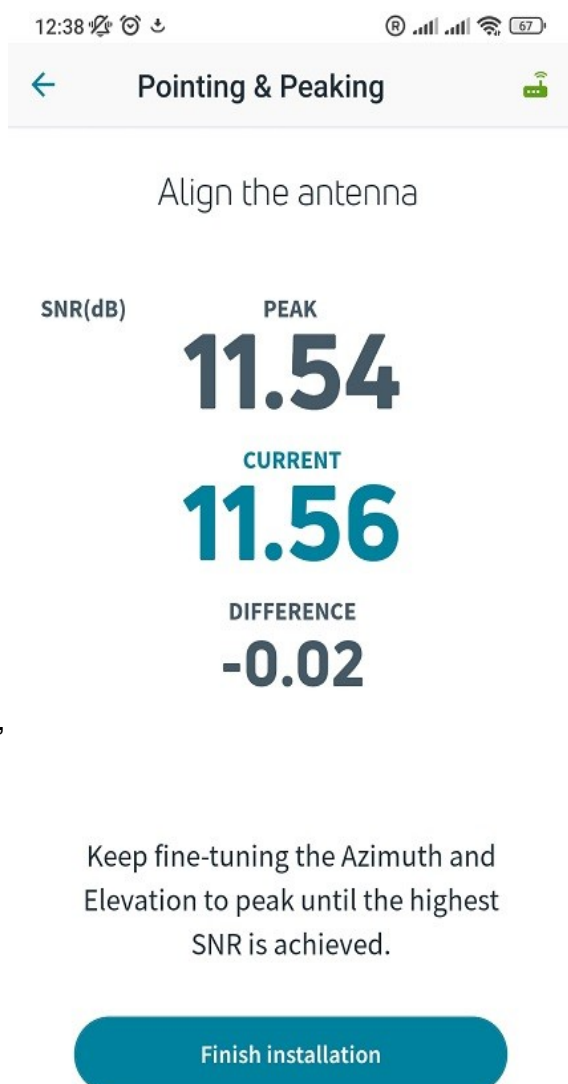 12:38 ® 67
Pointing & Peaking
Align the antenna
SNR(dB) PEAK
11.54
CURRENT
11.56
DIFFERENCE
-0.02
,
Keep fine-tuning the Azimuth and
Elevation to peak until the highest
SNR is achieved.
Finish installation